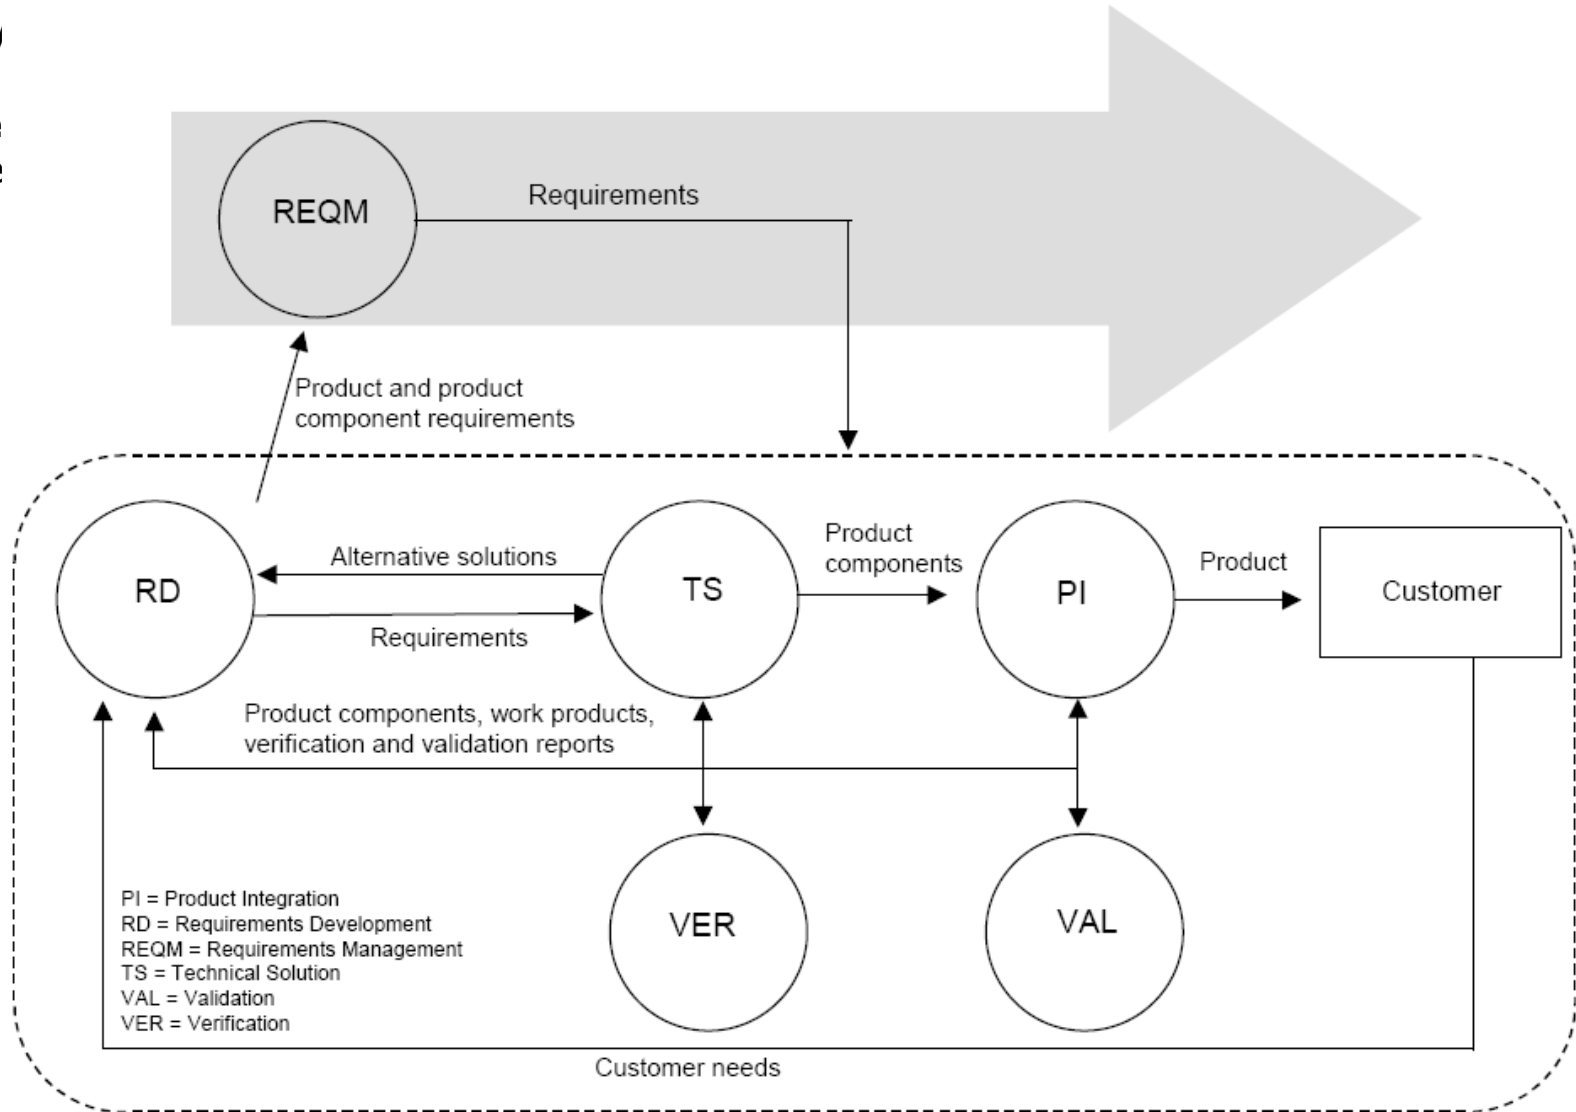 REQM
Requirements
Product and product
component requirements
RD
Alternative solutions
Requirements
TS
Product
components
PI
Product
Customer
Product components, work products,
verification and validation reports
VER
VAL
PI = Product Integration
RD = Requirements Development
REQM = Requirements Management
TS = Technical Solution
VAL = Validation
VER = Verification
Customer needs